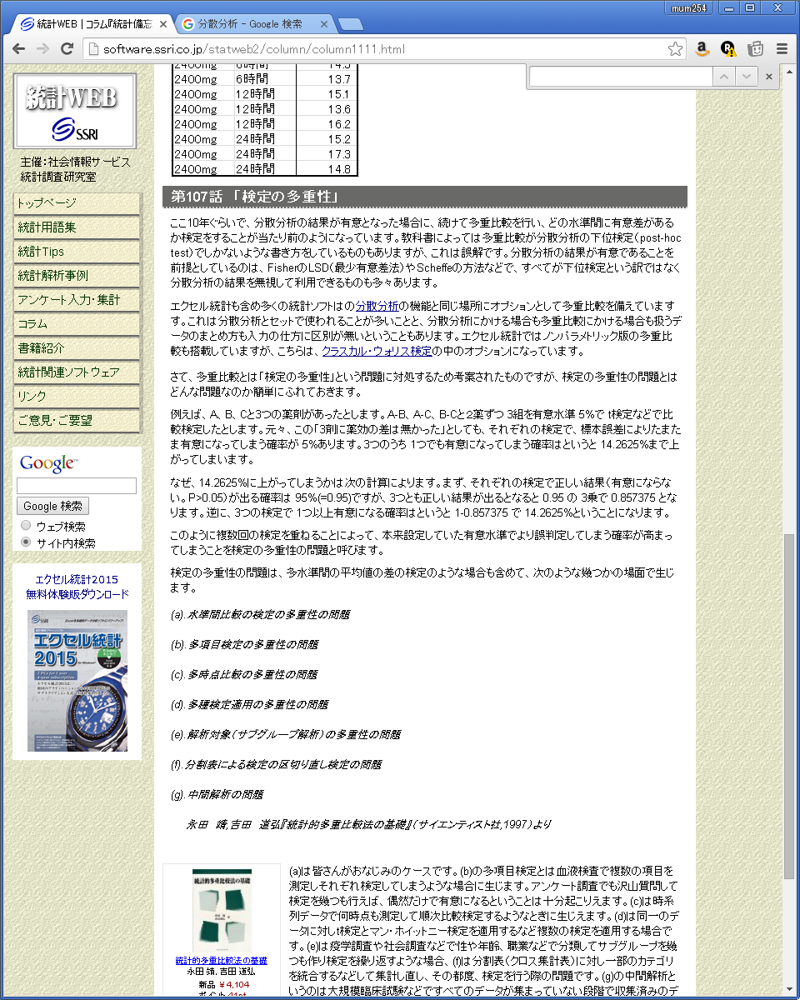 mum254
統計WEB | コラム『統計備忘
分散分析 - Google 検索
software.ssri.co.jp/statweb2/column/column1111.html
統計WEB
SSRI
主催：社会情報サービス
統計調査研究室
トップページ
統計用語集
統計Tips
統計解析事例
アンケート入力・集計
コラム
書籍紹介
統計関連ソフトウェア
リンク
ご意見・ご要望
Google
Google 検索
ウェブ検索
サイト内検索
エクセル統計2015
無料体験版ダウンロード
SSRI
エクセル統計
2015
2400mg 6時間 14.3
2400mg 6時間 13.7
2400mg 12時間 15.1
2400mg 12時間 13.6
2400mg 12時間 16.2
2400mg 24時間 15.2
2400mg 24時間 17.3
2400mg 24時間 14.8
第107話 「検定の多重性」
ここ10年ぐらいで、分散分析の結果が有意となった場合に、続けて多重比較を行い、どの水準間に有意差がある
か検定をすることが当たり前のようになっています。教科書によっては多重比較が分散分析の下位検定（post-hoc
test）でしかないような書き方をしているものもありますが、これは誤解です。分散分析の結果が有意であることを
前提としているのは、FisherのLSD（最少有意差法）やScheffeの方法などで、すべてが下位検定という訳ではなく
分散分析の結果を無視して利用できるものも多々あります。
エクセル統計も含め多くの統計ソフトはの分散分析の機能と同じ場所にオプションとして多重比較を備えています
す。これは分散分析とセットで使われることが多いことと、分散分析にかける場合も多重比較にかける場合も扱うデ
ータのまとめ方も入力の仕方に区別が無いということもあります。エクセル統計ではノンパラメトリック版の多重比
較も搭載していますが、こちらは、クラスカル・ウォリス検定の中のオプションになっています。
さて、多重比較とは「検定の多重性」という問題に対処するため考案されたものですが、検定の多重性の問題とは
どんな問題なのか簡単にふれておきます。
例えば、A、B、Cと3つの薬剤があったとします。A-B、A-C、B-Cと2薬ずつ 3組を有意水準 5%で t検定などで比
較検定したとします。元々、この「3剤に薬効の差は無かった」としても、それぞれの検定で、標本誤差によりたまた
ま有意になってしまう確率が 5%あります。3つのうち 1つでも有意になってしまう確率はというと 14.2625%まで上
がってしまいます。
なぜ、14.2625%に上がってしまうかは次の計算によります。まず、それぞれの検定で正しい結果（有意にならな
い。P>0.05）が出る確率は 95%(=0.95)ですが、3つとも正しい結果が出るとなると 0.95 の 3乗で 0.857375 とな
ります。逆に、3つの検定で 1つ以上有意になる確率はというと 1-0.857375 で 14.2625%ということになります。
このように複数回の検定を重ねることによって、本来設定していた有意水準でより誤判定してしまう確率が高まっ
てしまうことを検定の多重性の問題と呼びます。
検定の多重性の問題は、多水準間の平均値の差の検定のような場合も含めて、次のような幾つかの場面で生じ
ます。
(a). 水準間比較の検定の多重性の問題
(b). 多項目検定の多重性の問題
(c). 多時点比較の多重性の問題
(d). 多種検定適用の多重性の問題
(e). 解析対象（サブグループ解析）の多重性の問題
(f). 分割表による検定の区切り直し検定の問題
(g). 中間解析の問題
永田　靖,吉田　道弘『統計的多重比較法の基礎』（サイエンティスト社,1997）より
統計的多重比較法の基礎
統計的多重比較法の基礎
永田 靖, 吉田 道弘
新品 ￥4,104
ポイント 41pt
(a)は皆さんがおなじみのケースです。(b)の多項目検定とは血液検査で複数の項目を
測定しそれぞれ検定してしまうような場合に生じます。アンケート調査でも沢山質問して
検定を幾つも行えば、偶然だけで有意になるということは十分起こりえます。(c)は時系
列データで何時点も測定して順次比較検定するようなときに生じえます。(d)は同一のデ
ータに対しt検定とマン・ホイットニー検定を適用するなど複数の検定を適用する場合で
す。(e)は疫学調査や社会調査などで性や年齢、職業などで分類してサブグループを幾
つも作り検定を繰り返すような場合、(f)は分割表（クロス集計表）に対し一部のカテゴリ
を統合するなどして集計し直し、その都度、検定を行う際の問題です。(g)の中間解析と
いうのは大規模臨床試験などですべてのデータが集まっていない段階で収集済みのデ